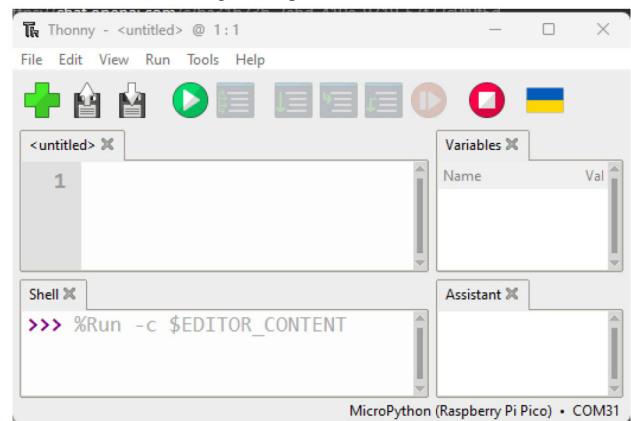 Thonny - <untitled> @ 1:1
File Edit View Run Tools Help
<untitled>
Variables
1
Name Val
Shell
Assistant
>>> %Run -c $EDITOR_CONTENT
MicroPython (Raspberry Pi Pico) • COM31